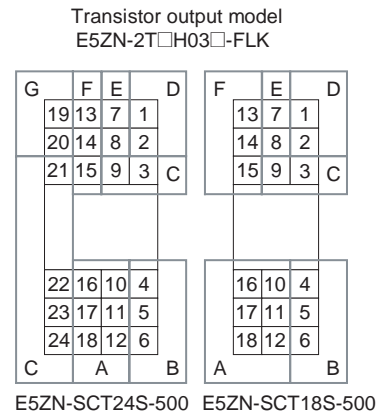 Transistor output model
E5ZN-2T□H03□-FLK
G F E D F E D
19 13 7 1 13 7 1
20 14 8 2 14 8 2
21 15 9 3 C 15 9 3 C
22 16 10 4 16 10 4
23 17 11 5 17 11 5
24 18 12 6 18 12 6
C A B A B
E5ZN-SCT24S-500 E5ZN-SCT18S-500